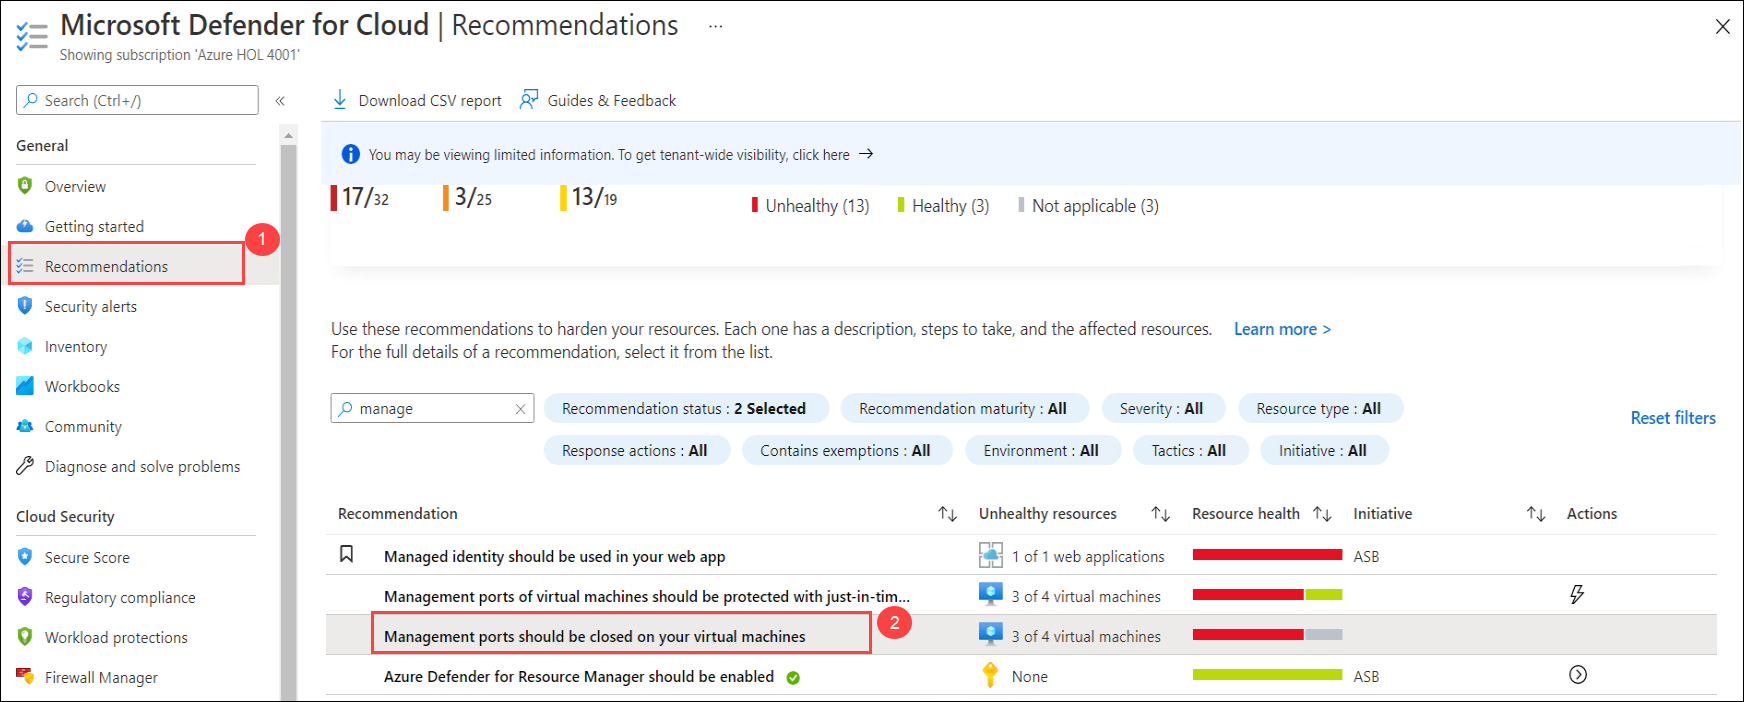 Microsoft Defender for Cloud | Recommendations ...
Showing subscription 'Azure HOL 4001'
Search (Ctrl+/)
«
Download CSV report
Guides & Feedback
General
Overview
Getting started
Recommendations
1
Security alerts
Inventory
Workbooks
Community
Diagnose and solve problems
Cloud Security
Secure Score
Regulatory compliance
Workload protections
Firewall Manager
You may be viewing limited information. To get tenant-wide visibility, click here →
17/32 3/25 13/19 Unhealthy (13) Healthy (3) Not applicable (3)
Use these recommendations to harden your resources. Each one has a description, steps to take, and the affected resources. Learn more >
For the full details of a recommendation, select it from the list.
manage
Recommendation status : 2 Selected Recommendation maturity : All Severity : All Resource type : All
Reset filters
Response actions : All Contains exemptions : All Environment : All Tactics : All Initiative : All
Recommendation ↑↓ Unhealthy resources ↑↓ Resource health ↑↓ Initiative ↑↓ Actions
Managed identity should be used in your web app 1 of 1 web applications ASB
Management ports of virtual machines should be protected with just-in-tim... 3 of 4 virtual machines
Management ports should be closed on your virtual machines 2 3 of 4 virtual machines
Azure Defender for Resource Manager should be enabled None ASB